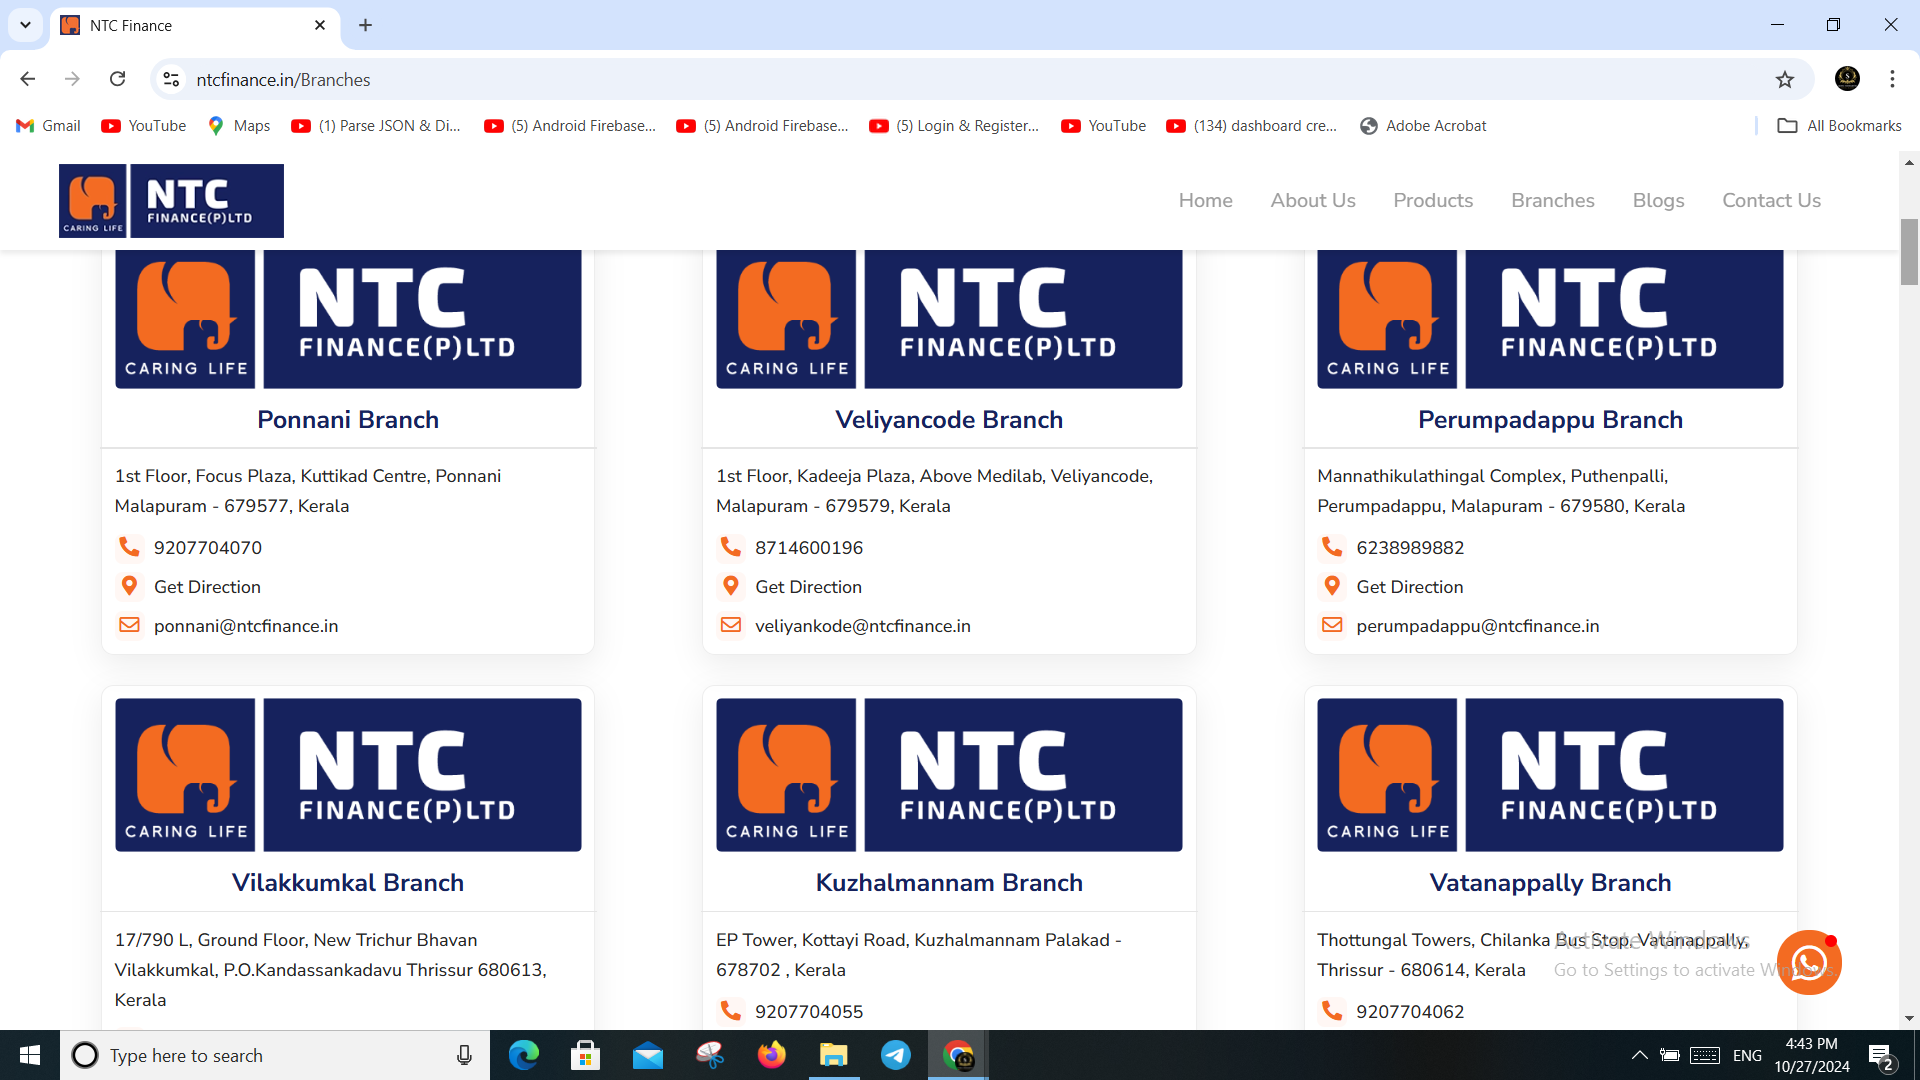 NTC Finance
ntcfinance.in/Branches
Gmail YouTube Maps (1) Parse JSON & Di... (5) Android Firebase... (5) Android Firebase... (5) Login & Register... YouTube (134) dashboard cre... Adobe Acrobat All Bookmarks
NTC
FINANCE(P)LTD
CARING LIFE
Home About Us Products Branches Blogs Contact Us
NTC
FINANCE(P)LTD
CARING LIFE
Ponnani Branch
1st Floor, Focus Plaza, Kuttikad Centre, Ponnani
Malapuram - 679577, Kerala
9207704070
Get Direction
ponnani@ntcfinance.in
NTC
FINANCE(P)LTD
CARING LIFE
Veliyancode Branch
1st Floor, Kadeeja Plaza, Above Medilab, Veliyancode,
Malapuram - 679579, Kerala
8714600196
Get Direction
veliyankode@ntcfinance.in
NTC
FINANCE(P)LTD
CARING LIFE
Perumpadappu Branch
Mannathikulathingal Complex, Puthenpalli,
Perumpadappu, Malapuram - 679580, Kerala
6238989882
Get Direction
perumpadappu@ntcfinance.in
NTC
FINANCE(P)LTD
CARING LIFE
Vilakkumkal Branch
17/790 L, Ground Floor, New Trichur Bhavan
Vilakkumkal, P.O.Kandassankadavu Thrissur 680613,
Kerala
NTC
FINANCE(P)LTD
CARING LIFE
Kuzhalmannam Branch
EP Tower, Kottayi Road, Kuzhalmannam Palakad -
678702 , Kerala
9207704055
NTC
FINANCE(P)LTD
CARING LIFE
Vatanappally Branch
Thottungal Towers, Chilanka Bus Stop, Vatanappally,
Thrissur - 680614, Kerala
9207704062
Activate Windows
Go to Settings to activate Windows.
Type here to search
ENG
4:43 PM
10/27/2024
2